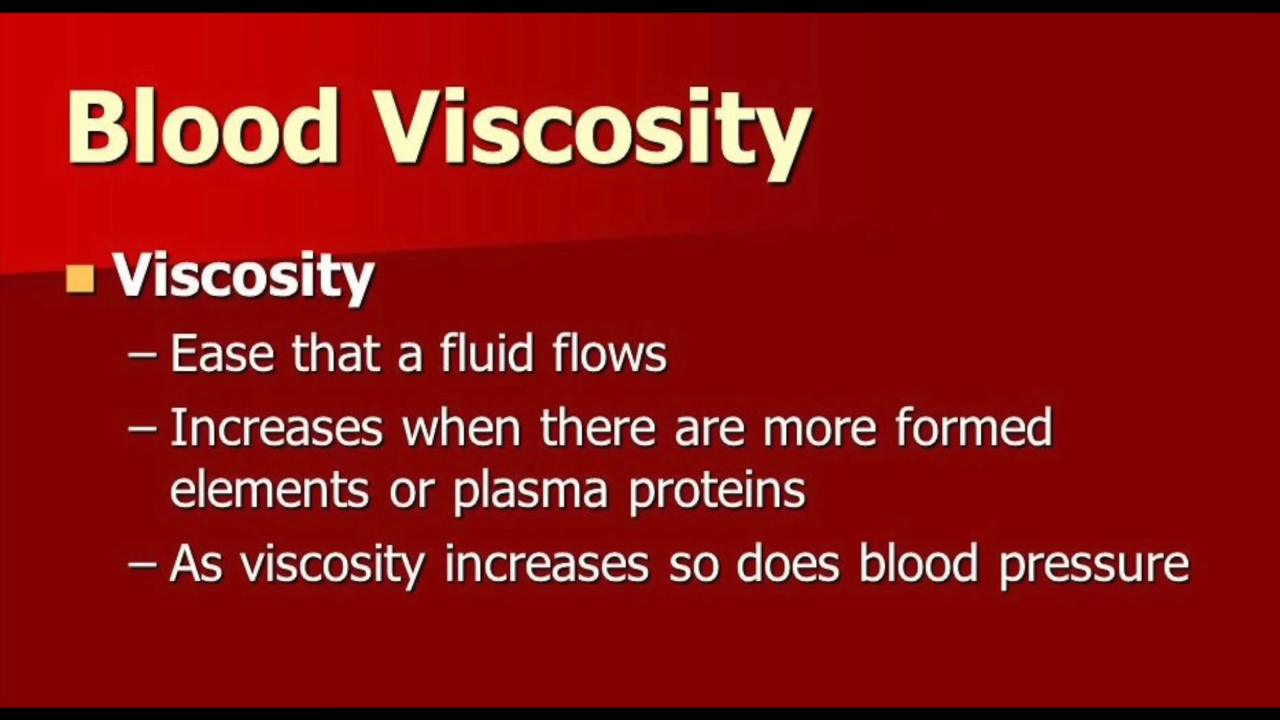 Blood Viscosity
Viscosity
– Ease that a fluid flows
– Increases when there are more formed
elements or plasma proteins
– As viscosity increases so does blood pressure